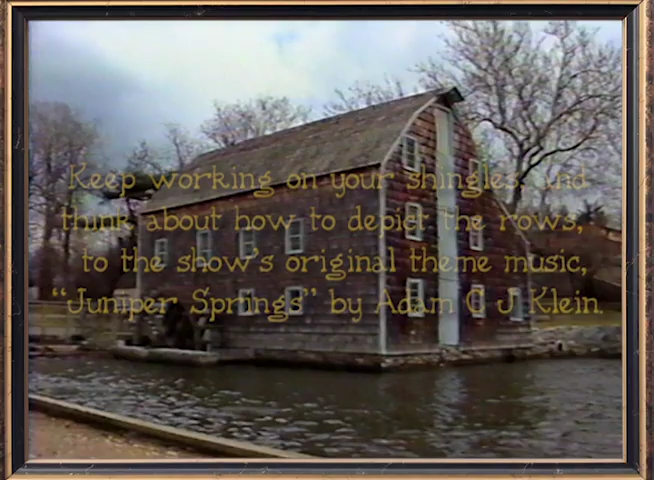 Keep working on your shingles, and
think about how to depict the rows,
to the show's original theme music,
“Juniper Springs” by Adam C J Klein.